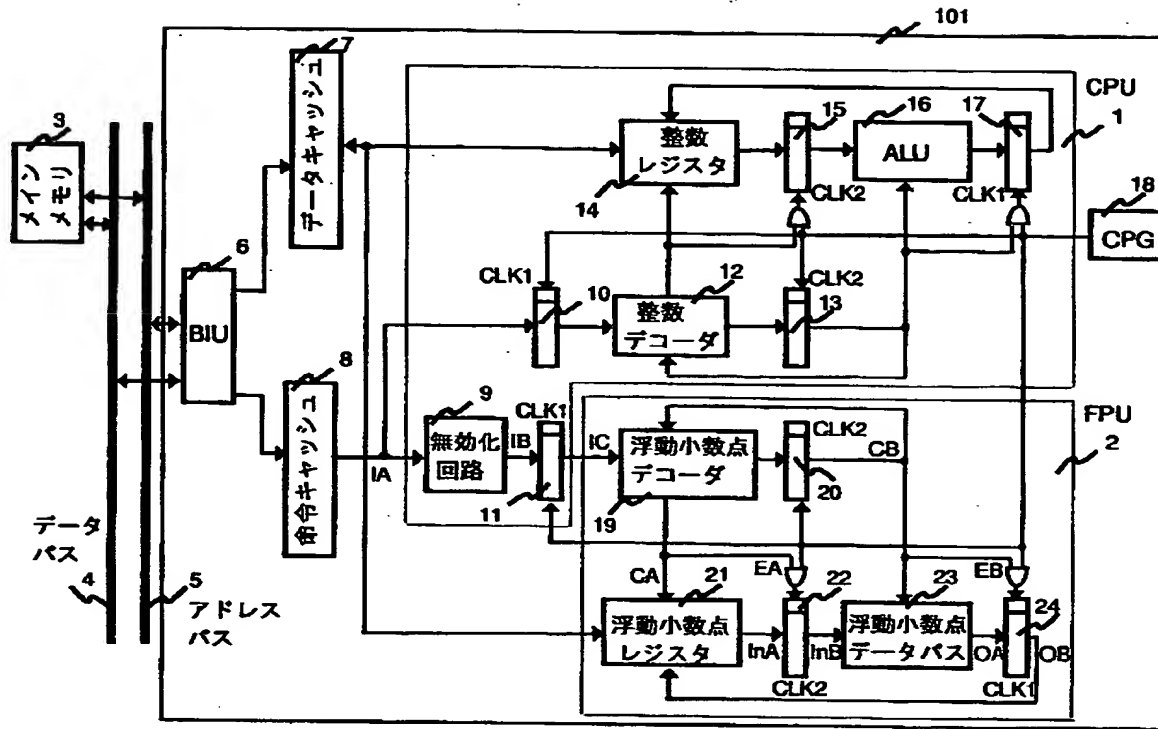 101
7
データキャッシュ
3
メイン
メモリ
6
BIU
8
命令キャッシュ
データ
バス
4
5
アドレス
バス
CPU
1
15
16
17
整数
レジスタ
14
ALU
CLK2
CLK1
18
CPG
CLK1
10
12
整数
デコーダ
CLK2
13
9
無効化
回路
IA
IB
CLK1
11
IC
FPU
2
浮動小数点
デコーダ
19
CLK2
20
CB
CA
21
EA
22
23
EB
24
浮動小数点
レジスタ
InA
InB
浮動小数点
データパス
OA
OB
CLK2
CLK1